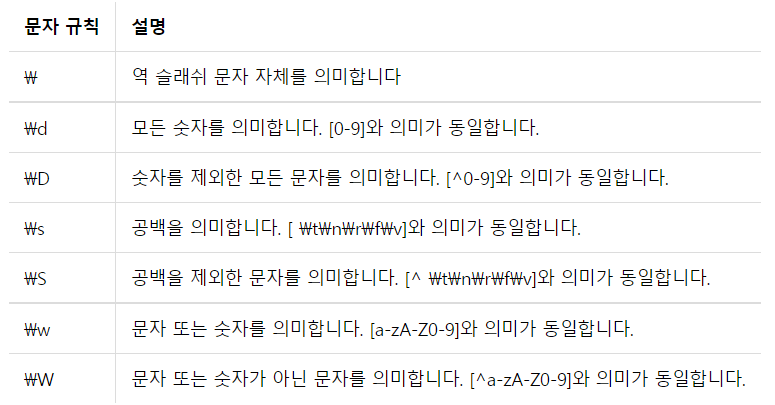 문자 규칙 설명
₩ 역 슬래쉬 문자 자체를 의미합니다
₩d 모든 숫자를 의미합니다. [0-9]와 의미가 동일합니다.
₩D 숫자를 제외한 모든 문자를 의미합니다. [^0-9]와 의미가 동일합니다.
₩s 공백을 의미합니다. [ ₩t₩n₩r₩f₩v]와 의미가 동일합니다.
₩S 공백을 제외한 문자를 의미합니다. [^ ₩t₩n₩r₩f₩v]와 의미가 동일합니다.
₩w 문자 또는 숫자를 의미합니다. [a-zA-Z0-9]와 의미가 동일합니다.
₩W 문자 또는 숫자가 아닌 문자를 의미합니다. [^a-zA-Z0-9]와 의미가 동일합니다.